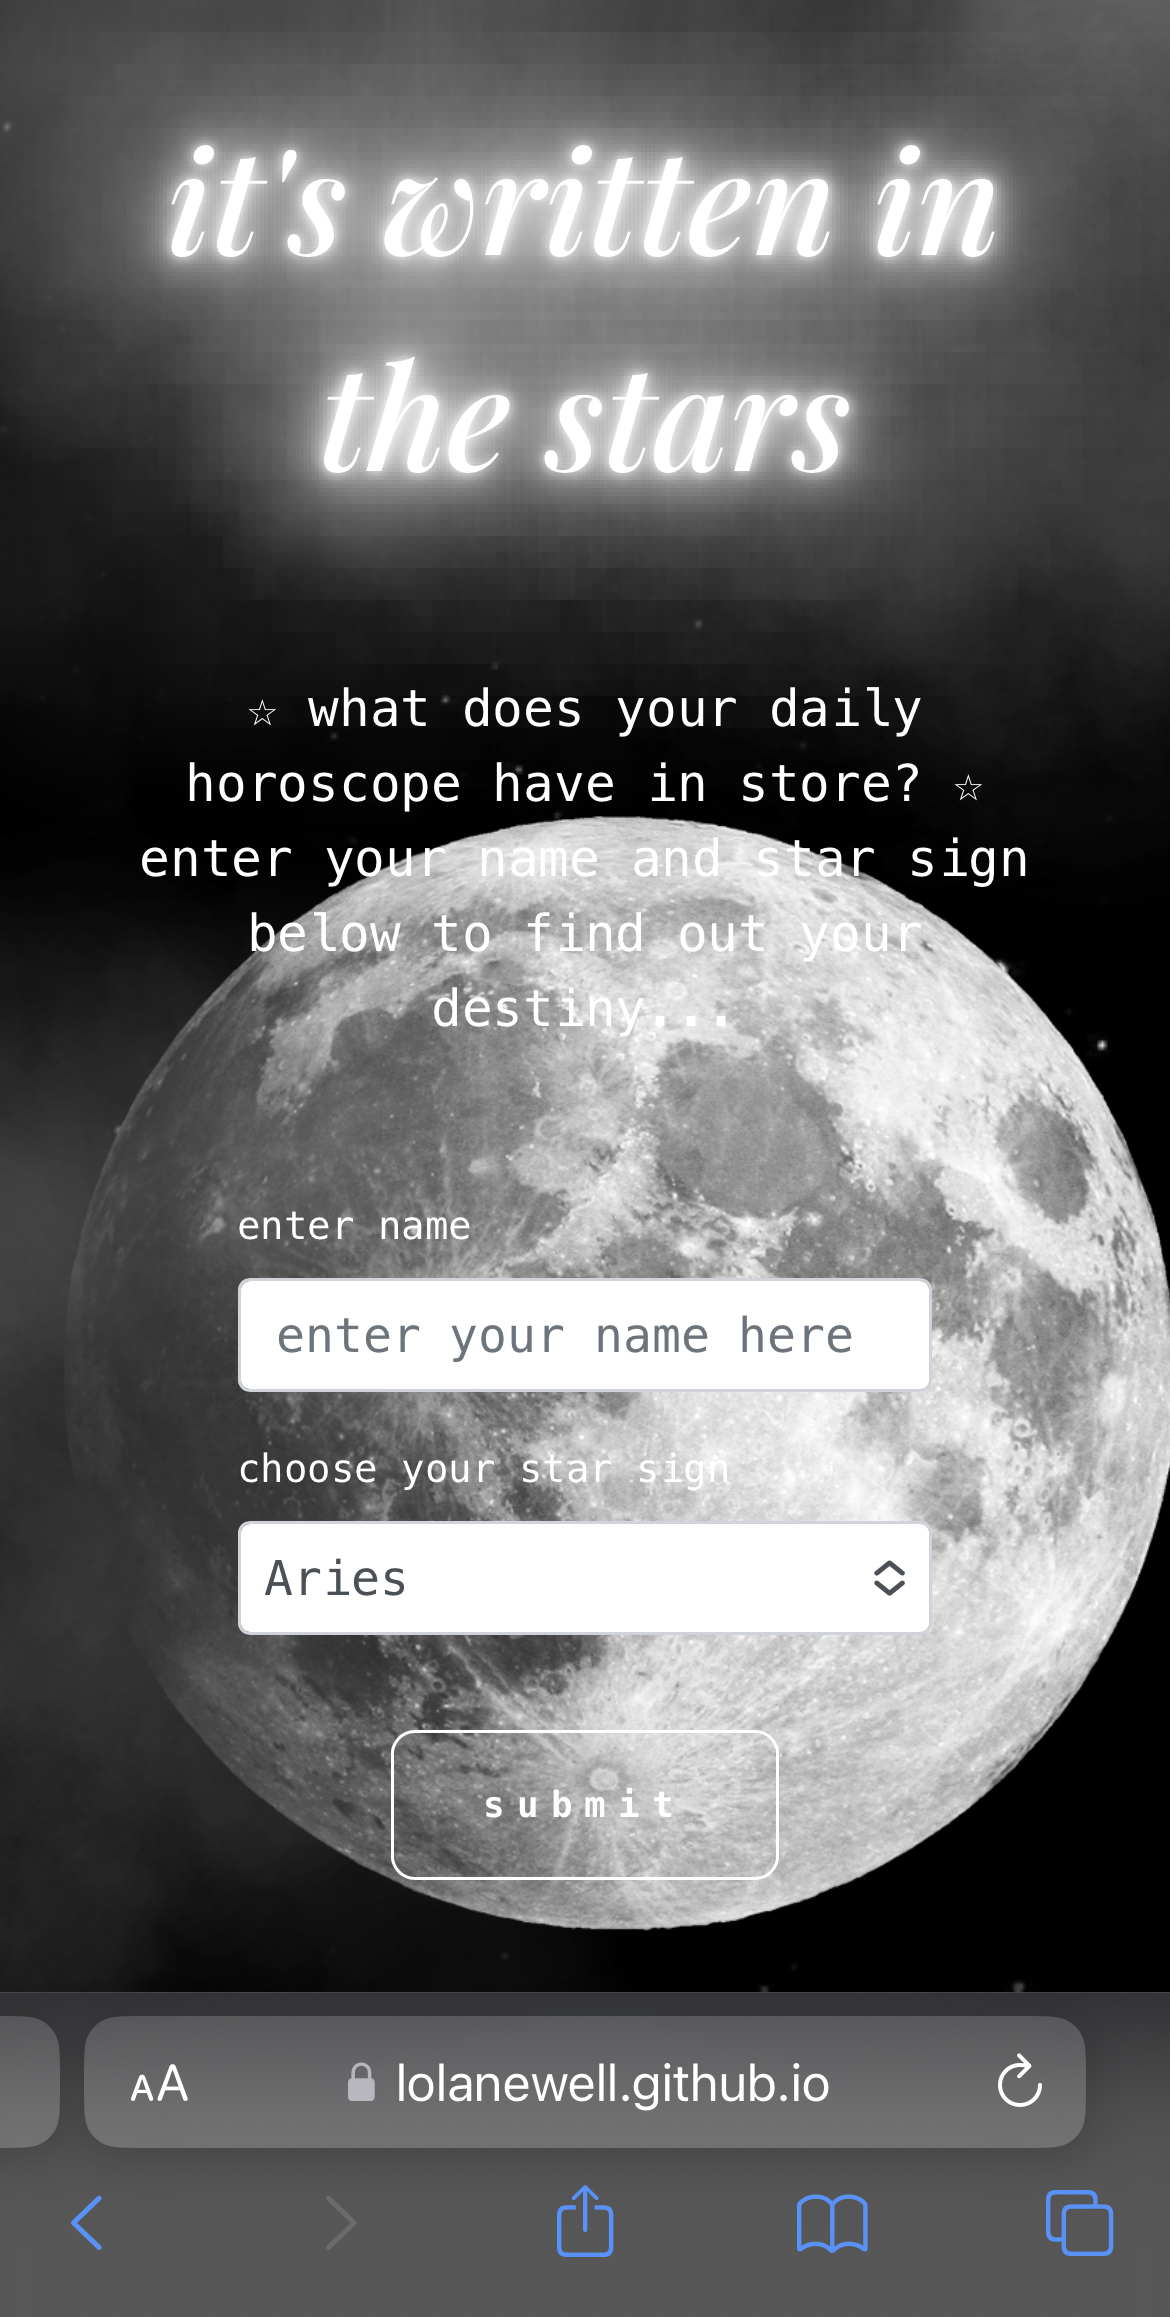 it's written in
the stars
☆ what does your daily
horoscope have in store? ☆
enter your name and star sign
below to find out your
destiny...
enter name
enter your name here
choose your star sign
Aries
submit
AA lolanewell.github.io